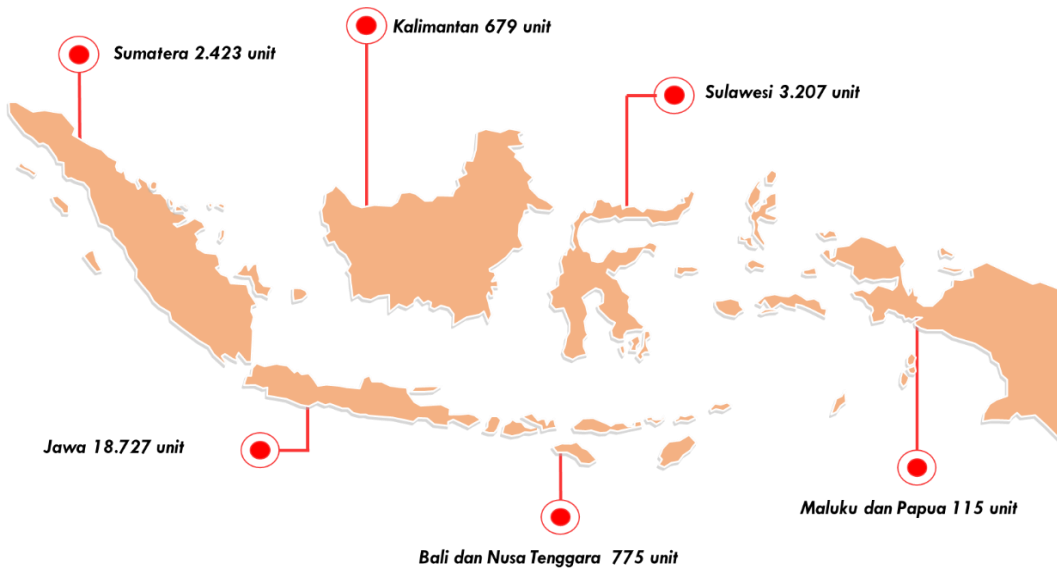 Kalimantan 679 unit
Sumatera 2.423 unit
Sulawesi 3.207 unit
Jawa 18.727 unit
Maluku dan Papua 115 unit
Bali dan Nusa Tenggara 775 unit